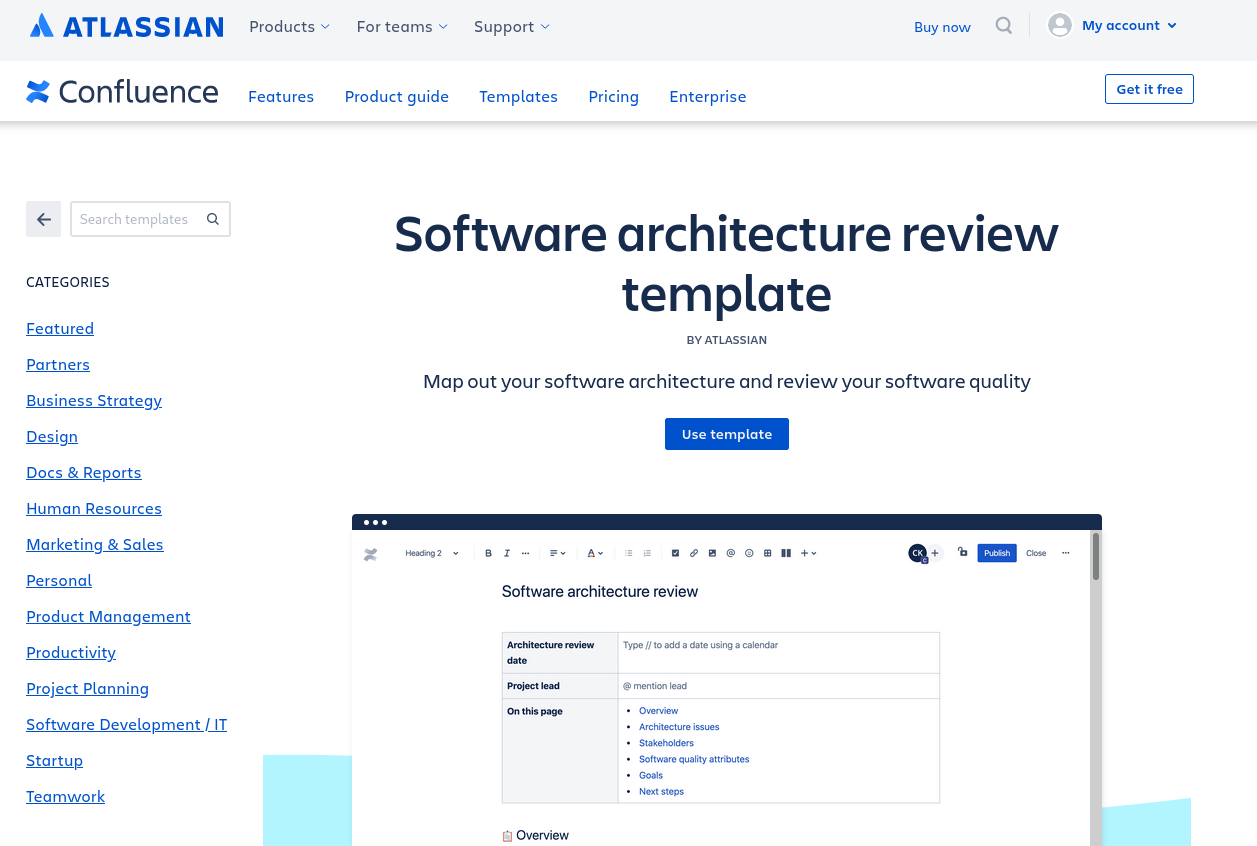 ATLASSIAN Products For teams Support Buy now My account
Confluence Features Product guide Templates Pricing Enterprise Get it free
Search templates
CATEGORIES
Featured
Partners
Business Strategy
Design
Docs & Reports
Human Resources
Marketing & Sales
Personal
Product Management
Productivity
Project Planning
Software Development / IT
Startup
Teamwork
Software architecture review
template
BY ATLASSIAN
Map out your software architecture and review your software quality
Use template
Heading 2 B I A CK C Publish Close
Software architecture review
Architecture review Type // to add a date using a calendar
date
Project lead @ mention lead
On this page • Overview
• Architecture issues
• Stakeholders
• Software quality attributes
• Goals
• Next steps
📋 Overview